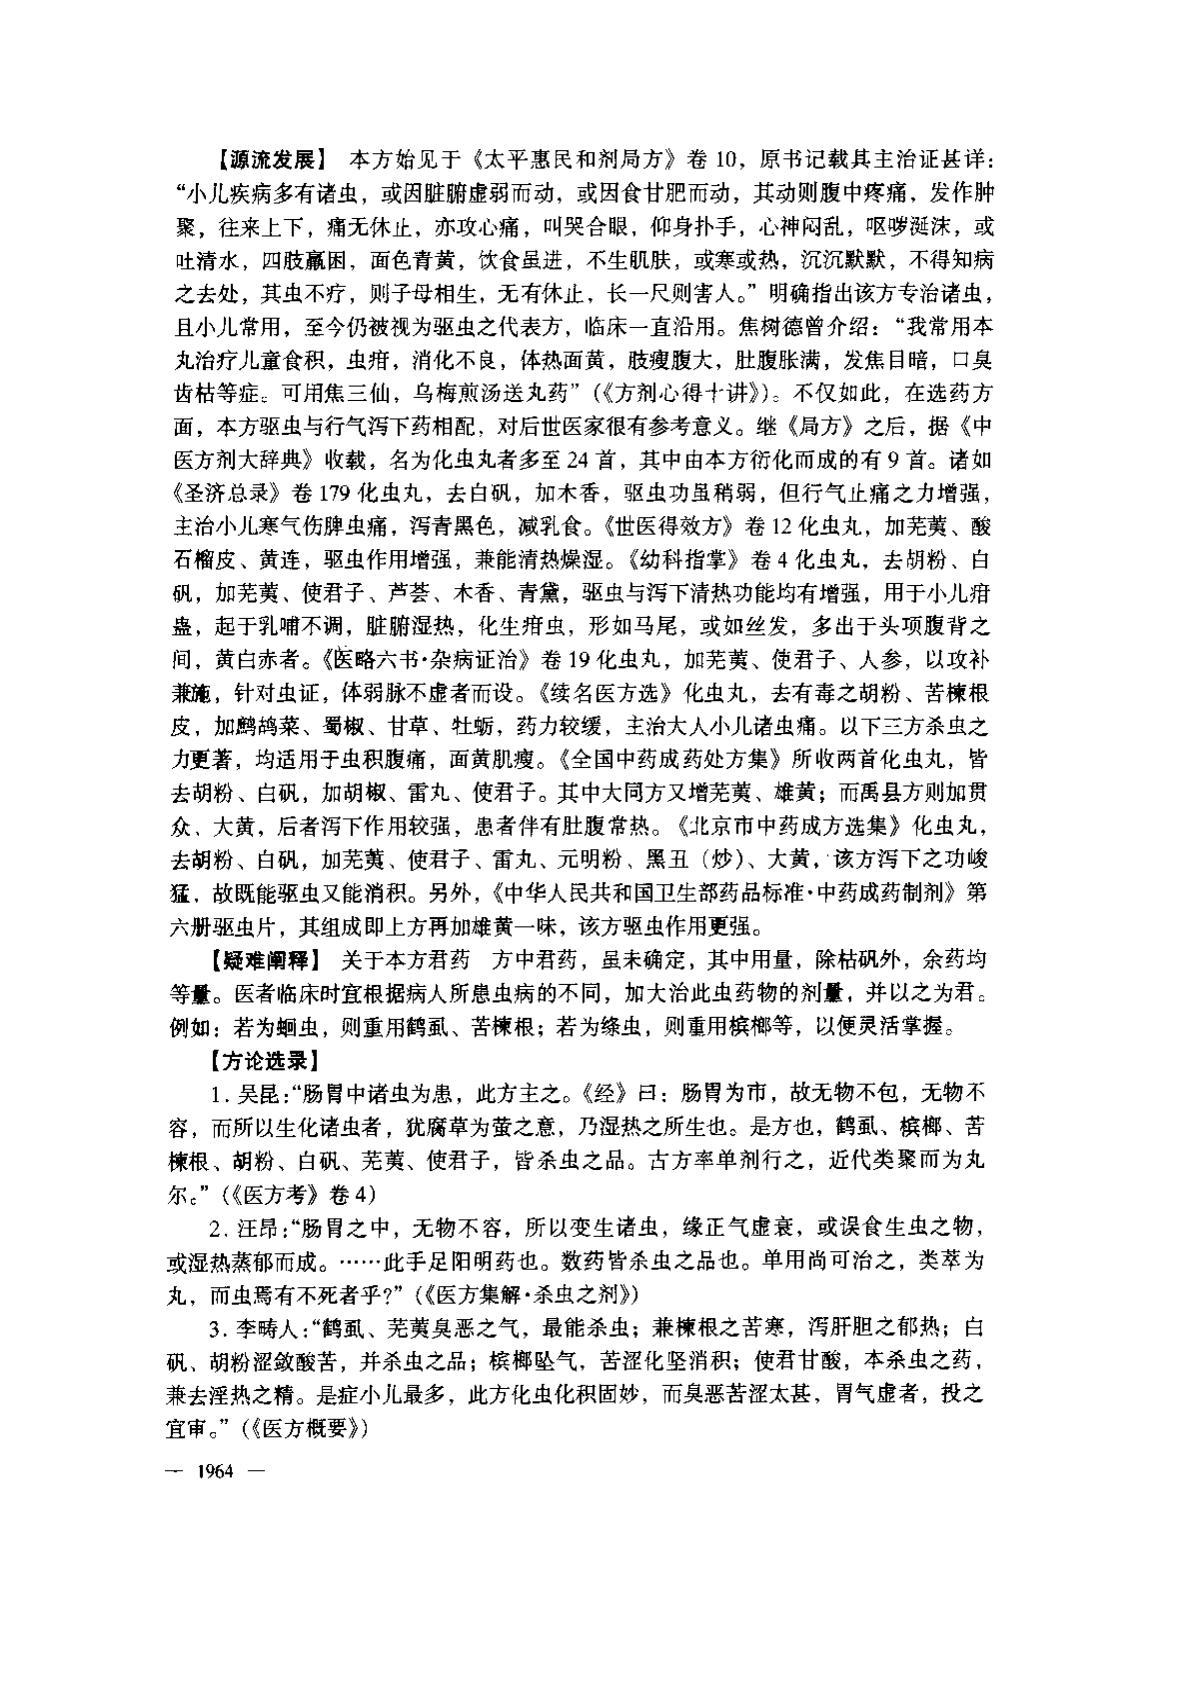 【源流发展】 本方始见于《太平惠民和剂局方》卷 10，原书记载其主治证甚详：
“小儿疾病多有诸虫，或因脏腑虚弱而动，或因食甘肥而动，其动则腹中疼痛，发作肿
聚，往来上下，痛无休止，亦攻心痛，叫哭合眼，仰身扑手，心神闷乱，呕哕涎沫，或
吐清水，四肢羸困，面色青黄，饮食虽进，不生肌肤，或寒或热，沉沉默默，不得知病
之去处，其虫不疗，则子母相生，无有休止，长一尺则害人。”明确指出该方专治诸虫，
且小儿常用，至今仍被视为驱虫之代表方，临床一直沿用。焦树德曾介绍：“我常用本
丸治疗儿童食积，虫疳，消化不良，体热面黄，肢瘦腹大，肚腹胀满，发焦目暗，口臭
齿枯等症。可用焦三仙，乌梅煎汤送丸药”（《方剂心得十讲》）。不仅如此，在选药方
面，本方驱虫与行气泻下药相配，对后世医家很有参考意义。继《局方》之后，据《中
医方剂大辞典》收载，名为化虫丸者多至 24 首，其中由本方衍化而成的有 9 首。诸如
《圣济总录》卷 179 化虫丸，去白矾，加木香，驱虫功虽稍弱，但行气止痛之力增强，
主治小儿寒气伤脾虫痛，泻青黑色，减乳食。《世医得效方》卷 12 化虫丸，加芜荑、酸
石榴皮、黄连，驱虫作用增强，兼能清热燥湿。《幼科指掌》卷 4 化虫丸，去胡粉、白
矾，加芜荑、使君子、芦荟、木香、青黛，驱虫与泻下清热功能均有增强，用于小儿疳
蛊，起于乳哺不调，脏腑湿热，化生疳虫，形如马尾，或如丝发，多出于头项腹背之
间，黄白赤者。《医略六书·杂病证治》卷 19 化虫丸，加芜荑、使君子、人参，以攻补
兼施，针对虫证，体弱脉不虚者而设。《续名医方选》化虫丸，去有毒之胡粉、苦楝根
皮，加鹧鸪菜、蜀椒、甘草、牡蛎，药力较缓，主治大人小儿诸虫痛。以下三方杀虫之
力更著，均适用于虫积腹痛，面黄肌瘦。《全国中药成药处方集》所收两首化虫丸，皆
去胡粉、白矾，加胡椒、雷丸、使君子。其中大同方又增芜荑、雄黄；而禹县方则加贯
众、大黄，后者泻下作用较强，患者伴有肚腹常热。《北京市中药成方选集》化虫丸，
去胡粉、白矾，加芜荑、使君子、雷丸、元明粉、黑丑（炒）、大黄，该方泻下之功峻
猛，故既能驱虫又能消积。另外，《中华人民共和国卫生部药品标准·中药成药制剂》第
六册驱虫片，其组成即上方再加雄黄一味，该方驱虫作用更强。
【疑难阐释】 关于本方君药 方中君药，虽未确定，其中用量，除枯矾外，余药均
等量。医者临床时宜根据病人所患虫病的不同，加大治此虫药物的剂量，并以之为君。
例如：若为蛔虫，则重用鹤虱、苦楝根；若为绦虫，则重用槟榔等，以便灵活掌握。
【方论选录】
1. 吴昆：“肠胃中诸虫为患，此方主之。《经》曰：肠胃为市，故无物不包，无物不
容，而所以生化诸虫者，犹腐草为萤之意，乃湿热之所生也。是方也，鹤虱、槟榔、苦
楝根、胡粉、白矾、芜荑、使君子，皆杀虫之品。古方率单剂行之，近代类聚而为丸
尔。”（《医方考》卷 4）
2. 汪昂：“肠胃之中，无物不容，所以变生诸虫，缘正气虚衰，或误食生虫之物，
或湿热蒸郁而成。……此手足阳明药也。数药皆杀虫之品也。单用尚可治之，类萃为
丸，而虫焉有不死者乎?”（《医方集解·杀虫之剂》）
3. 李畴人：“鹤虱、芜荑臭恶之气，最能杀虫；兼楝根之苦寒，泻肝胆之郁热；白
矾、胡粉涩敛酸苦，并杀虫之品；槟榔坠气，苦涩化坚消积；使君甘酸，本杀虫之药，
兼去淫热之精。是症小儿最多，此方化虫化积固妙，而臭恶苦涩太甚，胃气虚者，投之
宜审。”（《医方概要》）
— 1964 —